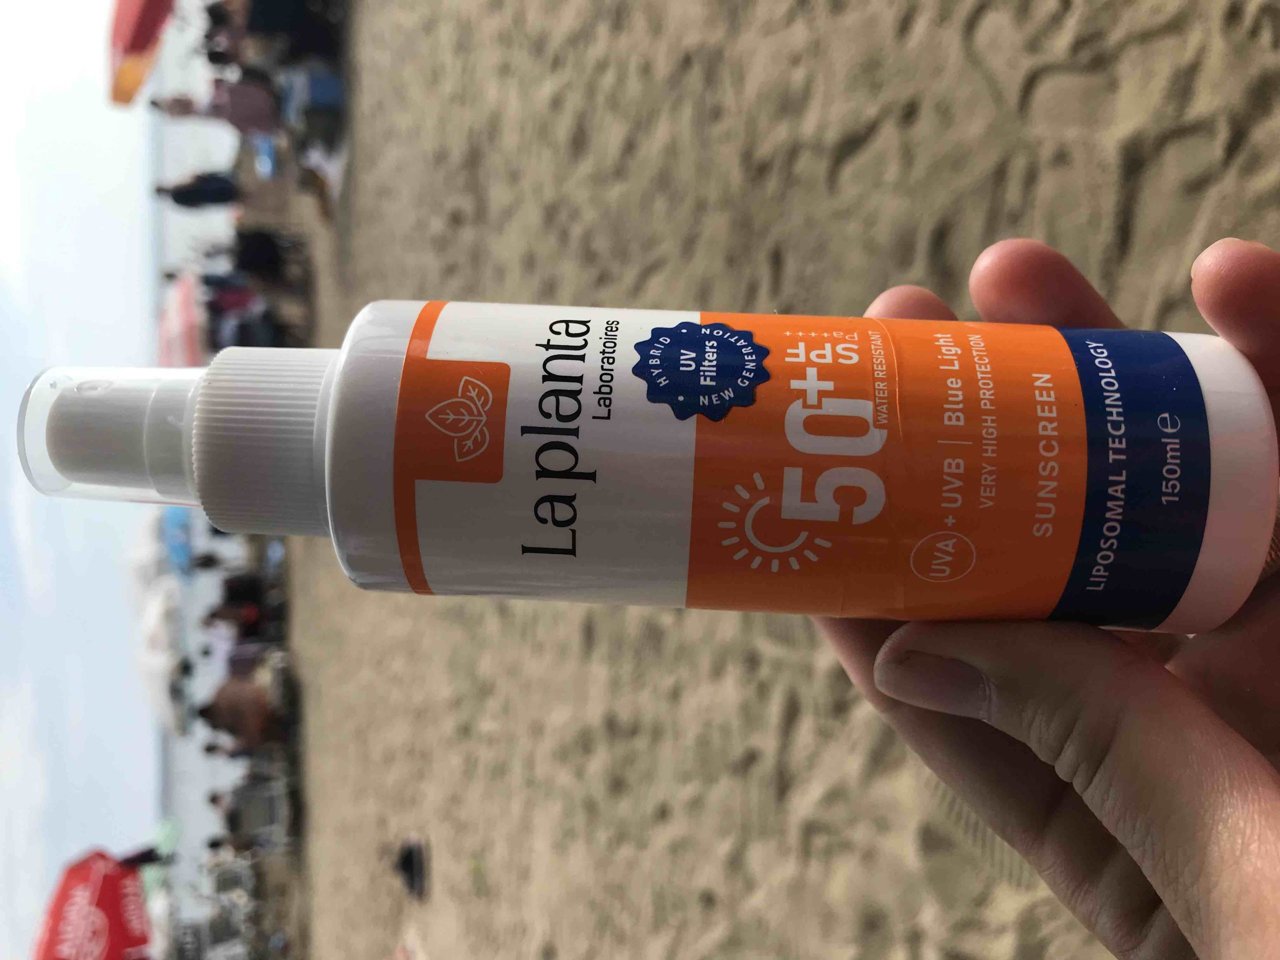 La planta
Laboratoires
HYBRID
UV
Filters
NEW GENERATION
50+
SPF
WATER RESISTANT
UVA + UVB | Blue Light
VERY HIGH PROTECTION
SUNSCREEN
LIPOSOMAL TECHNOLOGY
150ml ℮